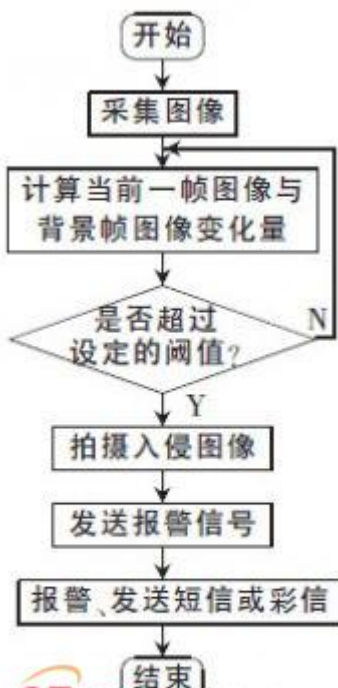 开始
采集图像
计算当前一帧图像与
背景帧图像变化量
是否超过
设定的阈值?
N
Y
拍摄入侵图像
发送报警信号
报警、发送短信或彩信
结束